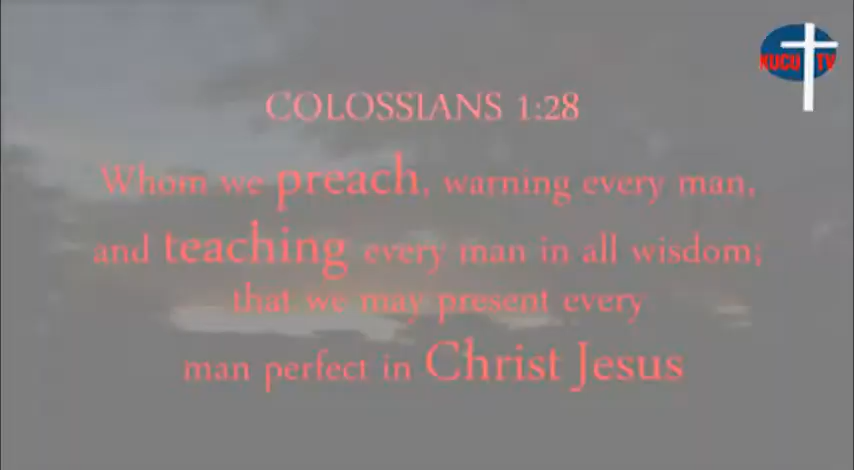 KUCU TV
COLOSSIANS 1:28
Whom we preach, warning every man,
and teaching every man in all wisdom;
that we may present every
man perfect in Christ Jesus